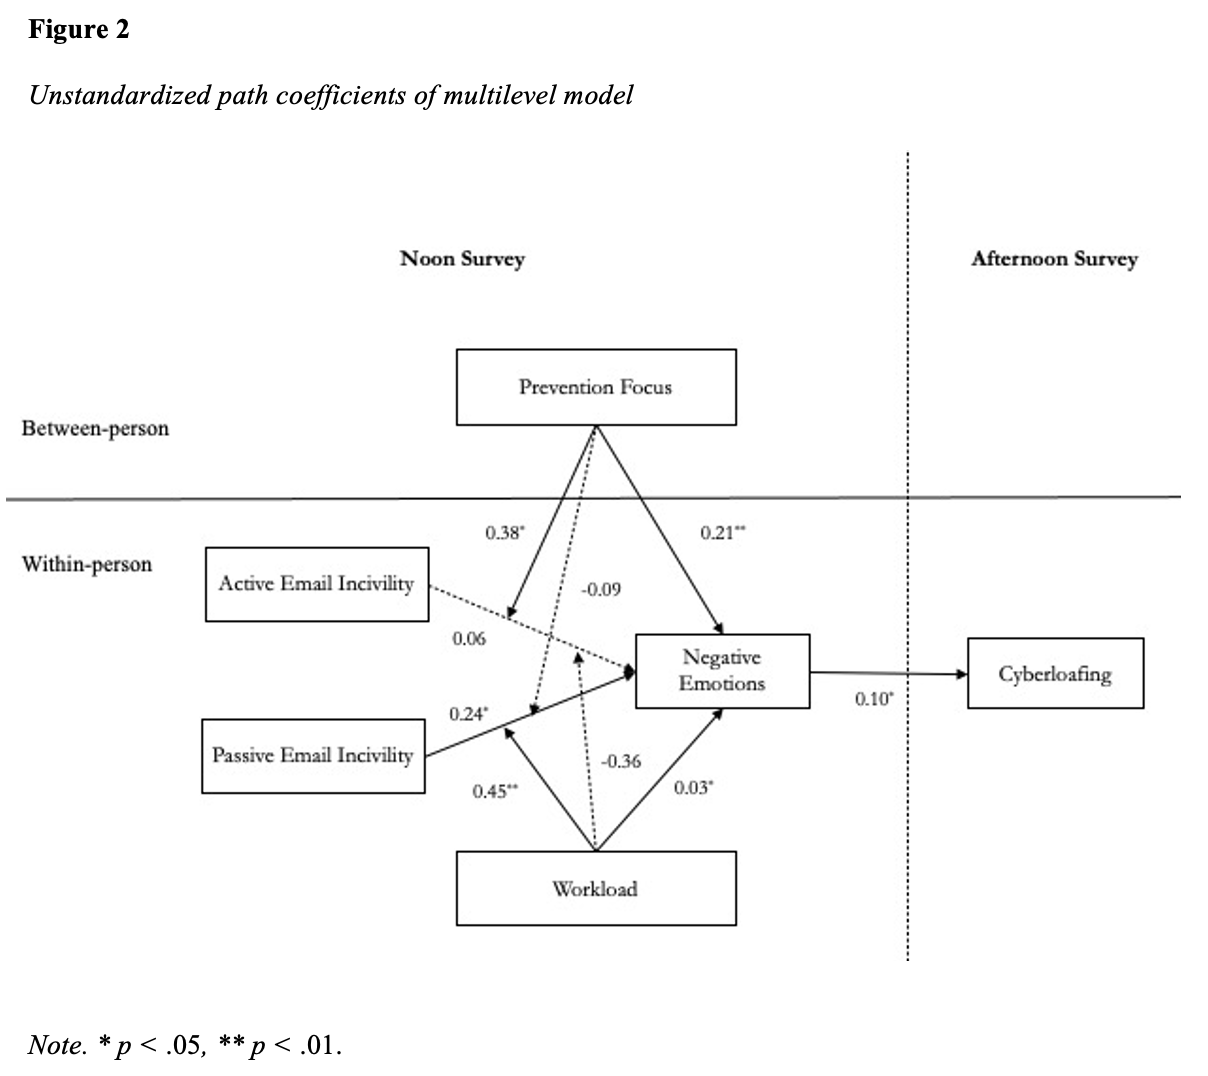 Figure 2
Unstandardized path coefficients of multilevel model
Noon Survey
Afternoon Survey
Prevention Focus
Between-person
Within-person
0.38*
0.21**
Active Email Incivility
-0.09
0.06
Negative
Emotions
Cyberloafing
0.10*
0.24*
Passive Email Incivility
-0.36
0.45**
0.03*
Workload
Note. * p < .05, ** p < .01.